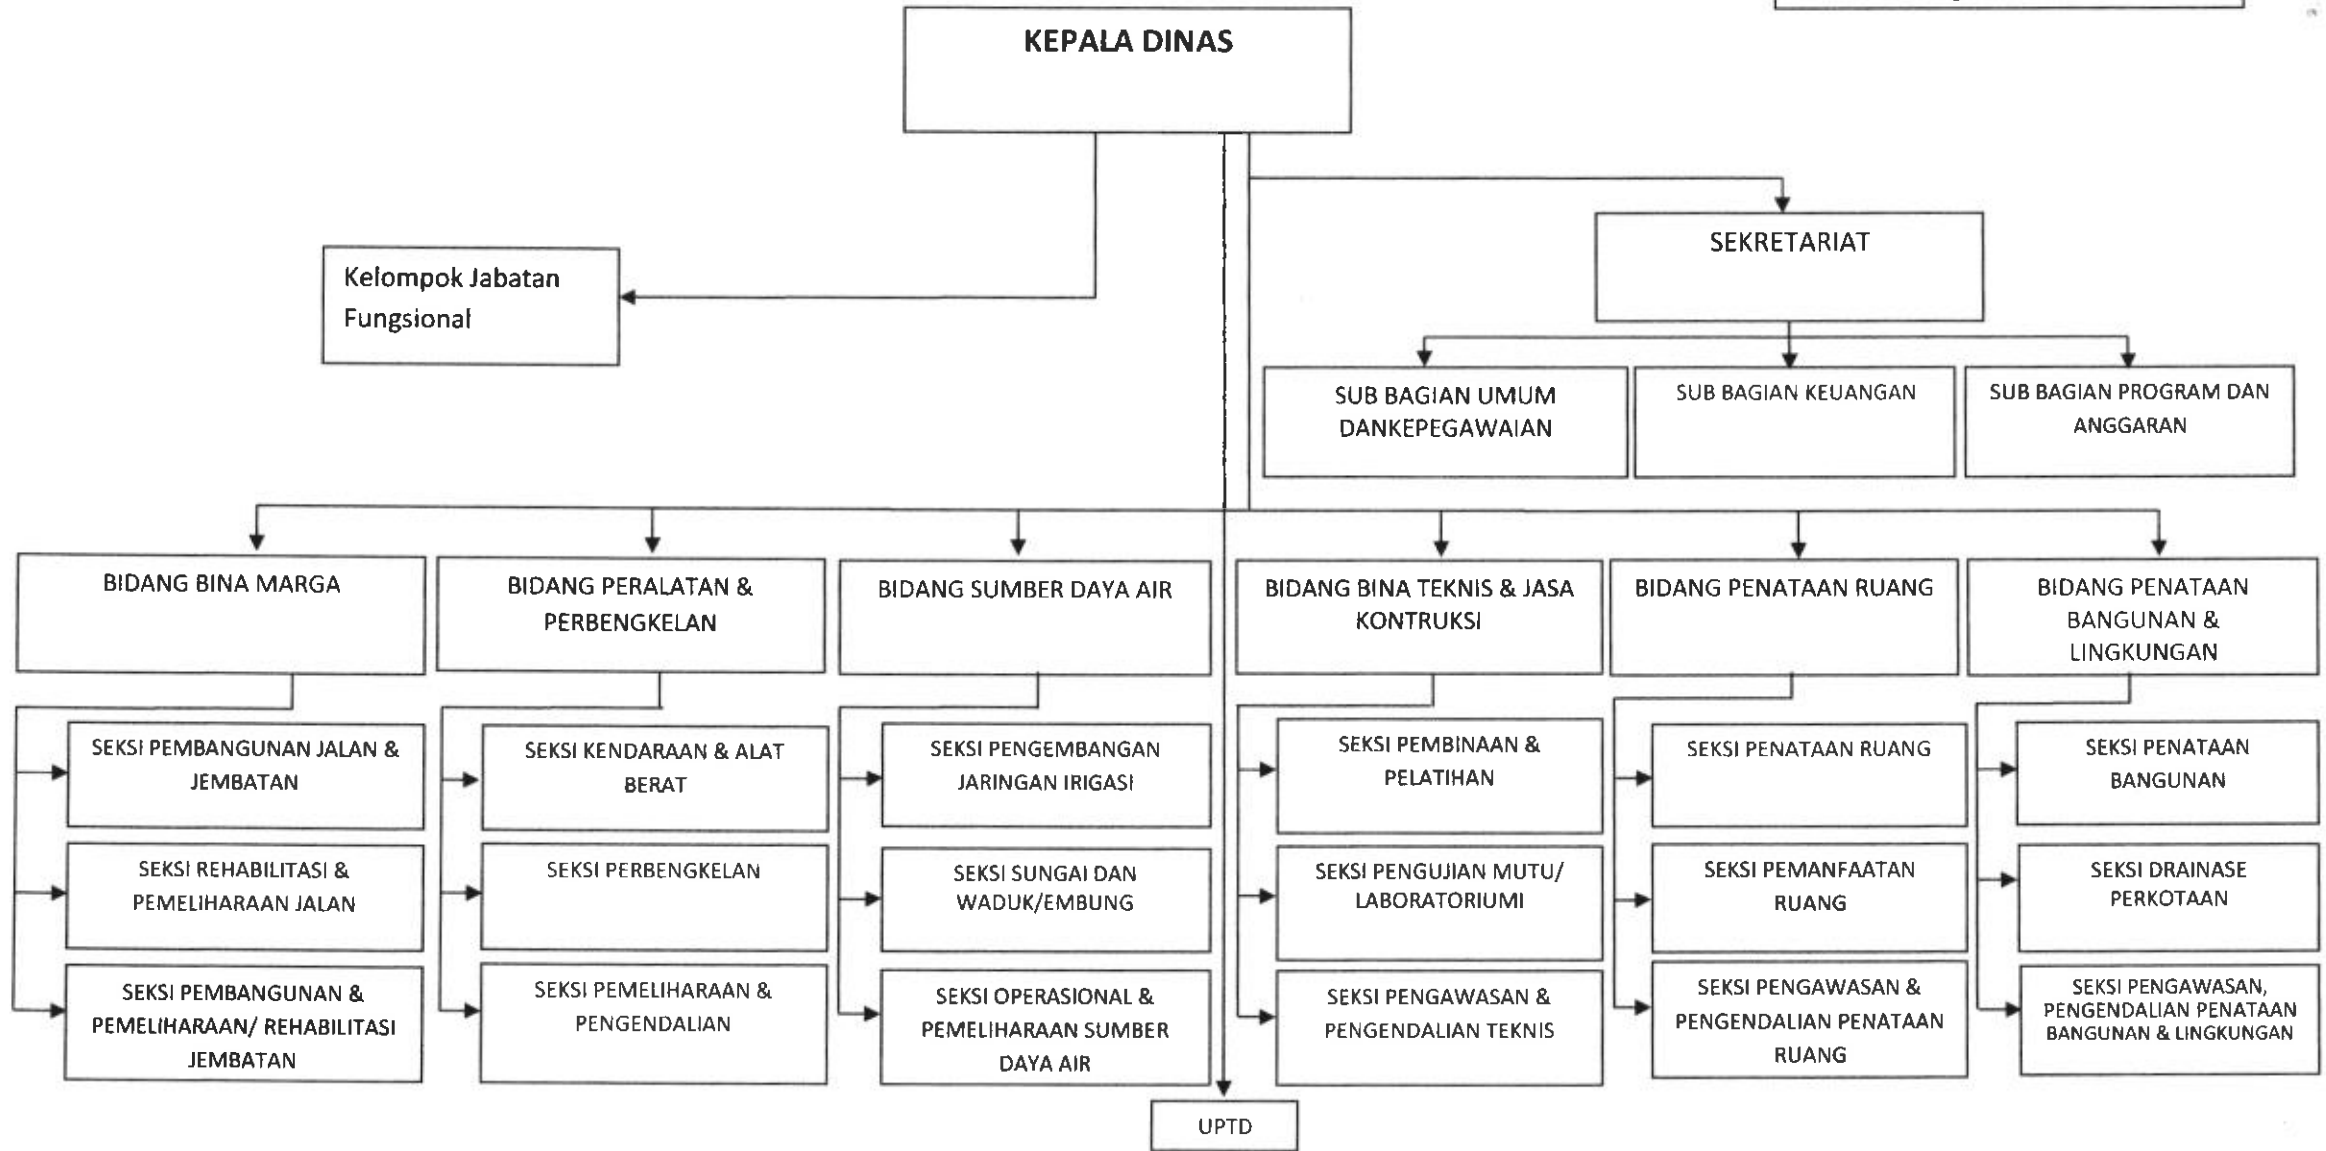 KEPALA DINAS
SEKRETARIAT
Kelompok Jabatan
Fungsional
SUB BAGIAN UMUM
DANKEPEGAWAIAN
SUB BAGIAN KEUANGAN
SUB BAGIAN PROGRAM DAN
ANGGARAN
BIDANG BINA MARGA
BIDANG PERALATAN &
PERBENGKELAN
BIDANG SUMBER DAYA AIR
BIDANG BINA TEKNIS & JASA
KONTRUKSI
BIDANG PENATAAN RUANG
BIDANG PENATAAN
BANGUNAN &
LINGKUNGAN
SEKSI PEMBANGUNAN JALAN &
JEMBATAN
SEKSI KENDARAAN & ALAT
BERAT
SEKSI PENGEMBANGAN
JARINGAN IRIGASI
SEKSI PEMBINAAN &
PELATIHAN
SEKSI PENATAAN RUANG
SEKSI PENATAAN
BANGUNAN
SEKSI REHABILITASI &
PEMELIHARAAN JALAN
SEKSI PERBENGKELAN
SEKSI SUNGAI DAN
WADUK/EMBUNG
SEKSI PENGUJIAN MUTU/
LABORATORIUMI
SEKSI PEMANFAATAN
RUANG
SEKSI DRAINASE
PERKOTAAN
SEKSI PEMBANGUNAN &
PEMELIHARAAN/ REHABILITASI
JEMBATAN
SEKSI PEMELIHARAAN &
PENGENDALIAN
SEKSI OPERASIONAL &
PEMELIHARAAN SUMBER
DAYA AIR
SEKSI PENGAWASAN &
PENGENDALIAN TEKNIS
SEKSI PENGAWASAN &
PENGENDALIAN PENATAAN
RUANG
SEKSI PENGAWASAN,
PENGENDALIAN PENATAAN
BANGUNAN & LINGKUNGAN
UPTD